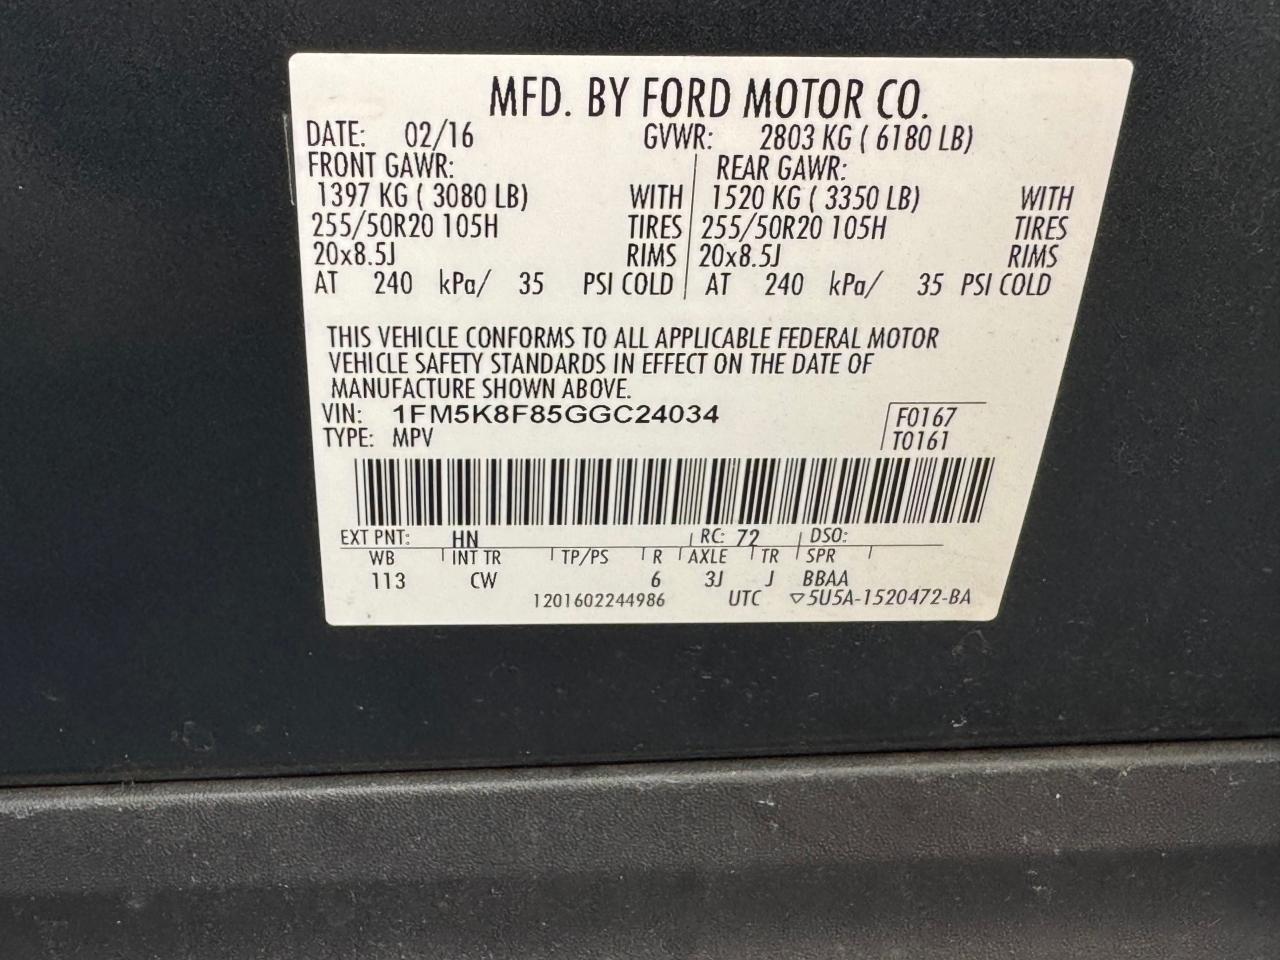 MFD. BY FORD MOTOR CO.
DATE: 02/16 GVWR: 2803 KG ( 6180 LB)
FRONT GAWR: REAR GAWR:
1397 KG ( 3080 LB) WITH 1520 KG ( 3350 LB) WITH
255/50R20 105H TIRES 255/50R20 105H TIRES
20x8.5J RIMS 20x8.5J RIMS
AT 240 kPa/ 35 PSI COLD AT 240 kPa/ 35 PSI COLD
THIS VEHICLE CONFORMS TO ALL APPLICABLE FEDERAL MOTOR
VEHICLE SAFETY STANDARDS IN EFFECT ON THE DATE OF
MANUFACTURE SHOWN ABOVE.
VIN: 1FM5K8F85GGC24034 F0167
TYPE: MPV T0161
EXT PNT: HN RC: 72 DSO:
WB INT TR TP/PS R AXLE TR SPR
113 CW 6 3J J BBAA
1201602244986 UTC ▽5U5A-1520472-BA